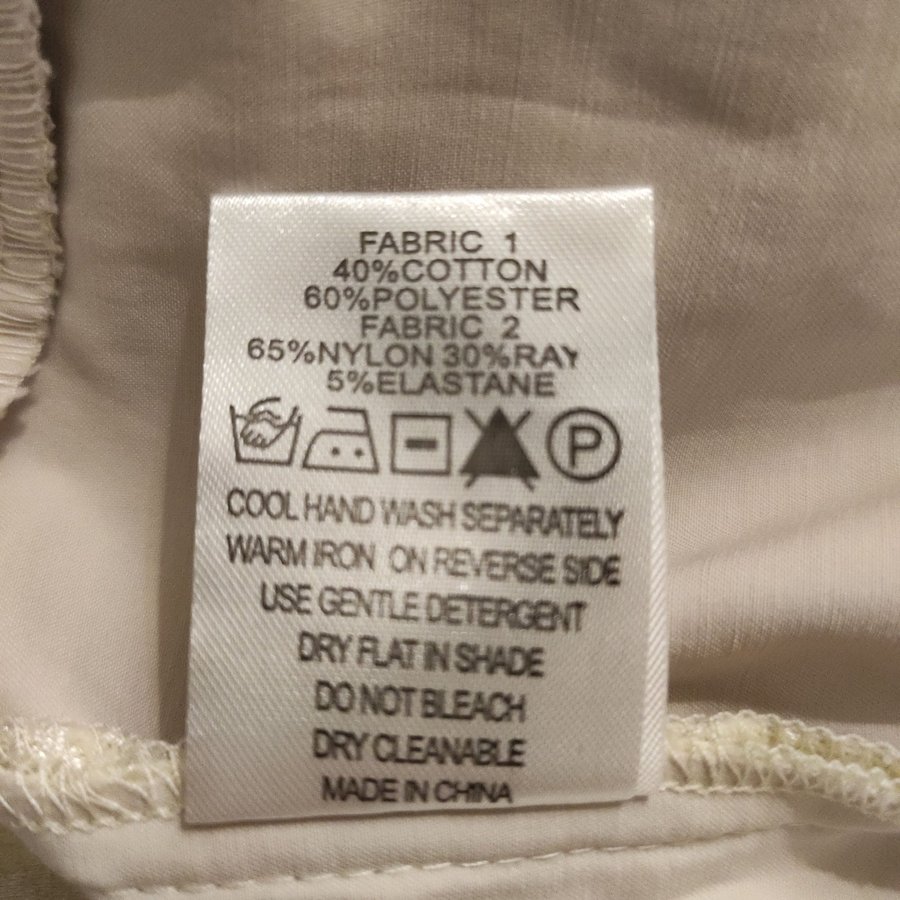 FABRIC 1
40%COTTON
60%POLYESTER
FABRIC 2
65%NYLON 30%RAY
5%ELASTANE
P
COOL HAND WASH SEPARATELY
WARM IRON ON REVERSE SIDE
USE GENTLE DETERGENT
DRY FLAT IN SHADE
DO NOT BLEACH
DRY CLEANABLE
MADE IN CHINA